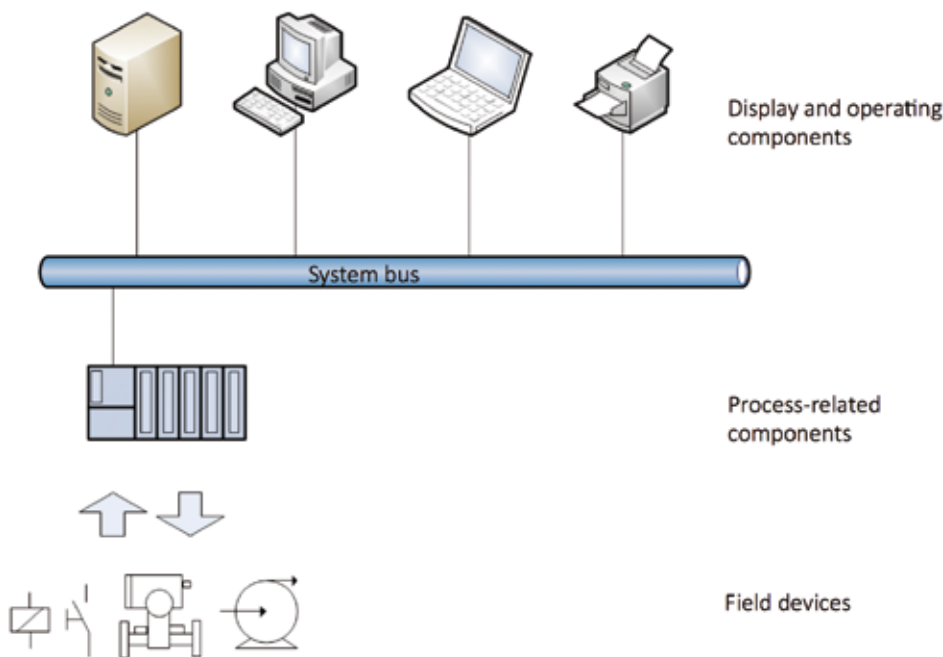 Display and operating
components
System bus
Process-related
components
Field devices